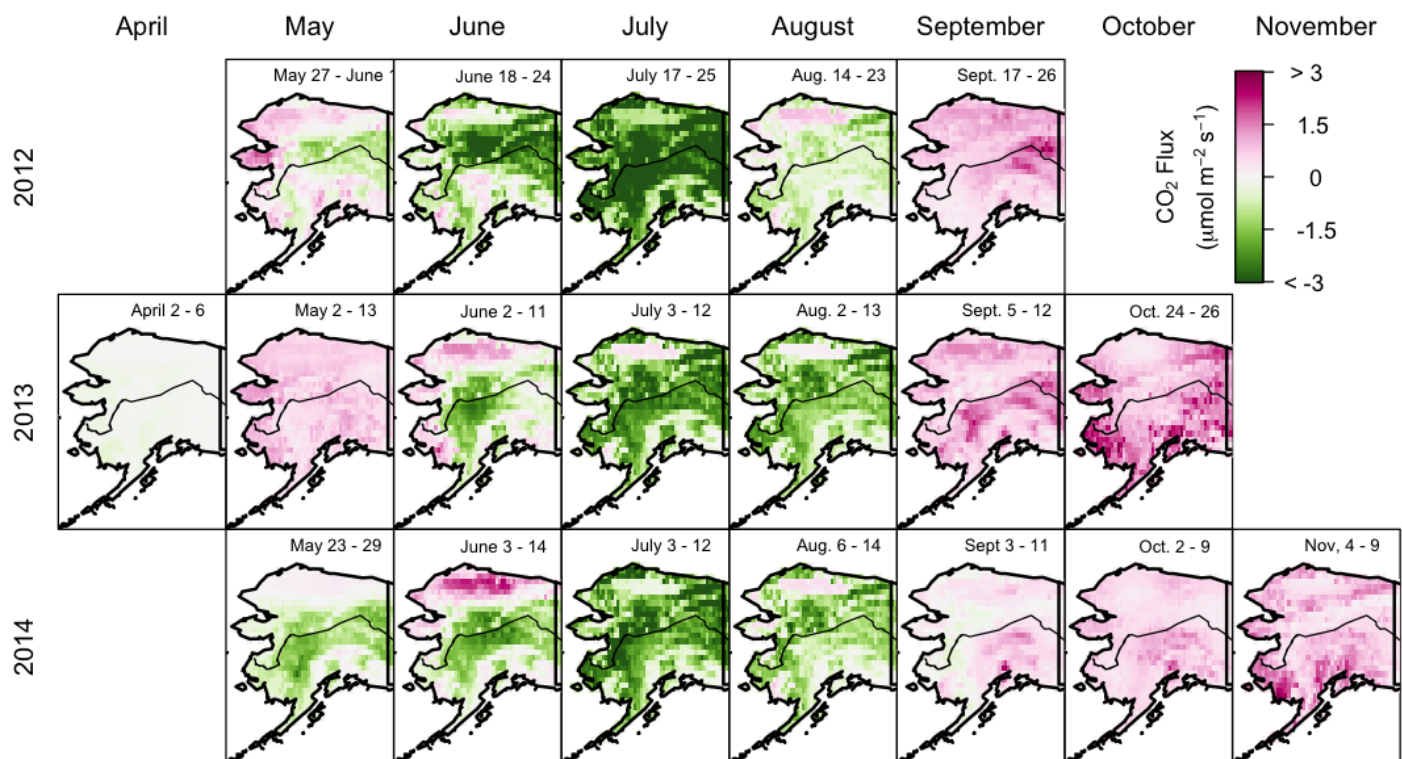 April May June July August September October November
2012
May 27 - June
June 18 - 24
July 17 - 25
Aug. 14 - 23
Sept. 17 - 26
CO₂ Flux
(μmol m⁻² s⁻¹)
> 3
1.5
0
-1.5
< -3
2013
April 2 - 6
May 2 - 13
June 2 - 11
July 3 - 12
Aug. 2 - 13
Sept. 5 - 12
Oct. 24 - 26
2014
May 23 - 29
June 3 - 14
July 3 - 12
Aug. 6 - 14
Sept 3 - 11
Oct. 2 - 9
Nov, 4 - 9